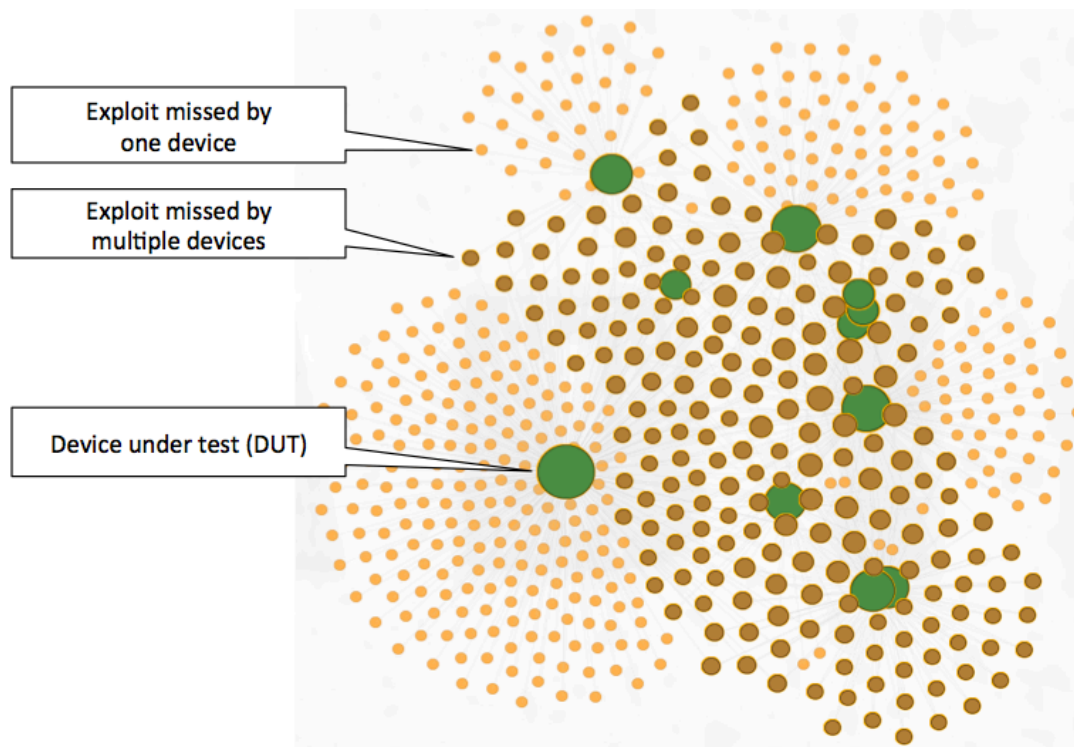 Exploit missed by
one device
Exploit missed by
multiple devices
Device under test (DUT)